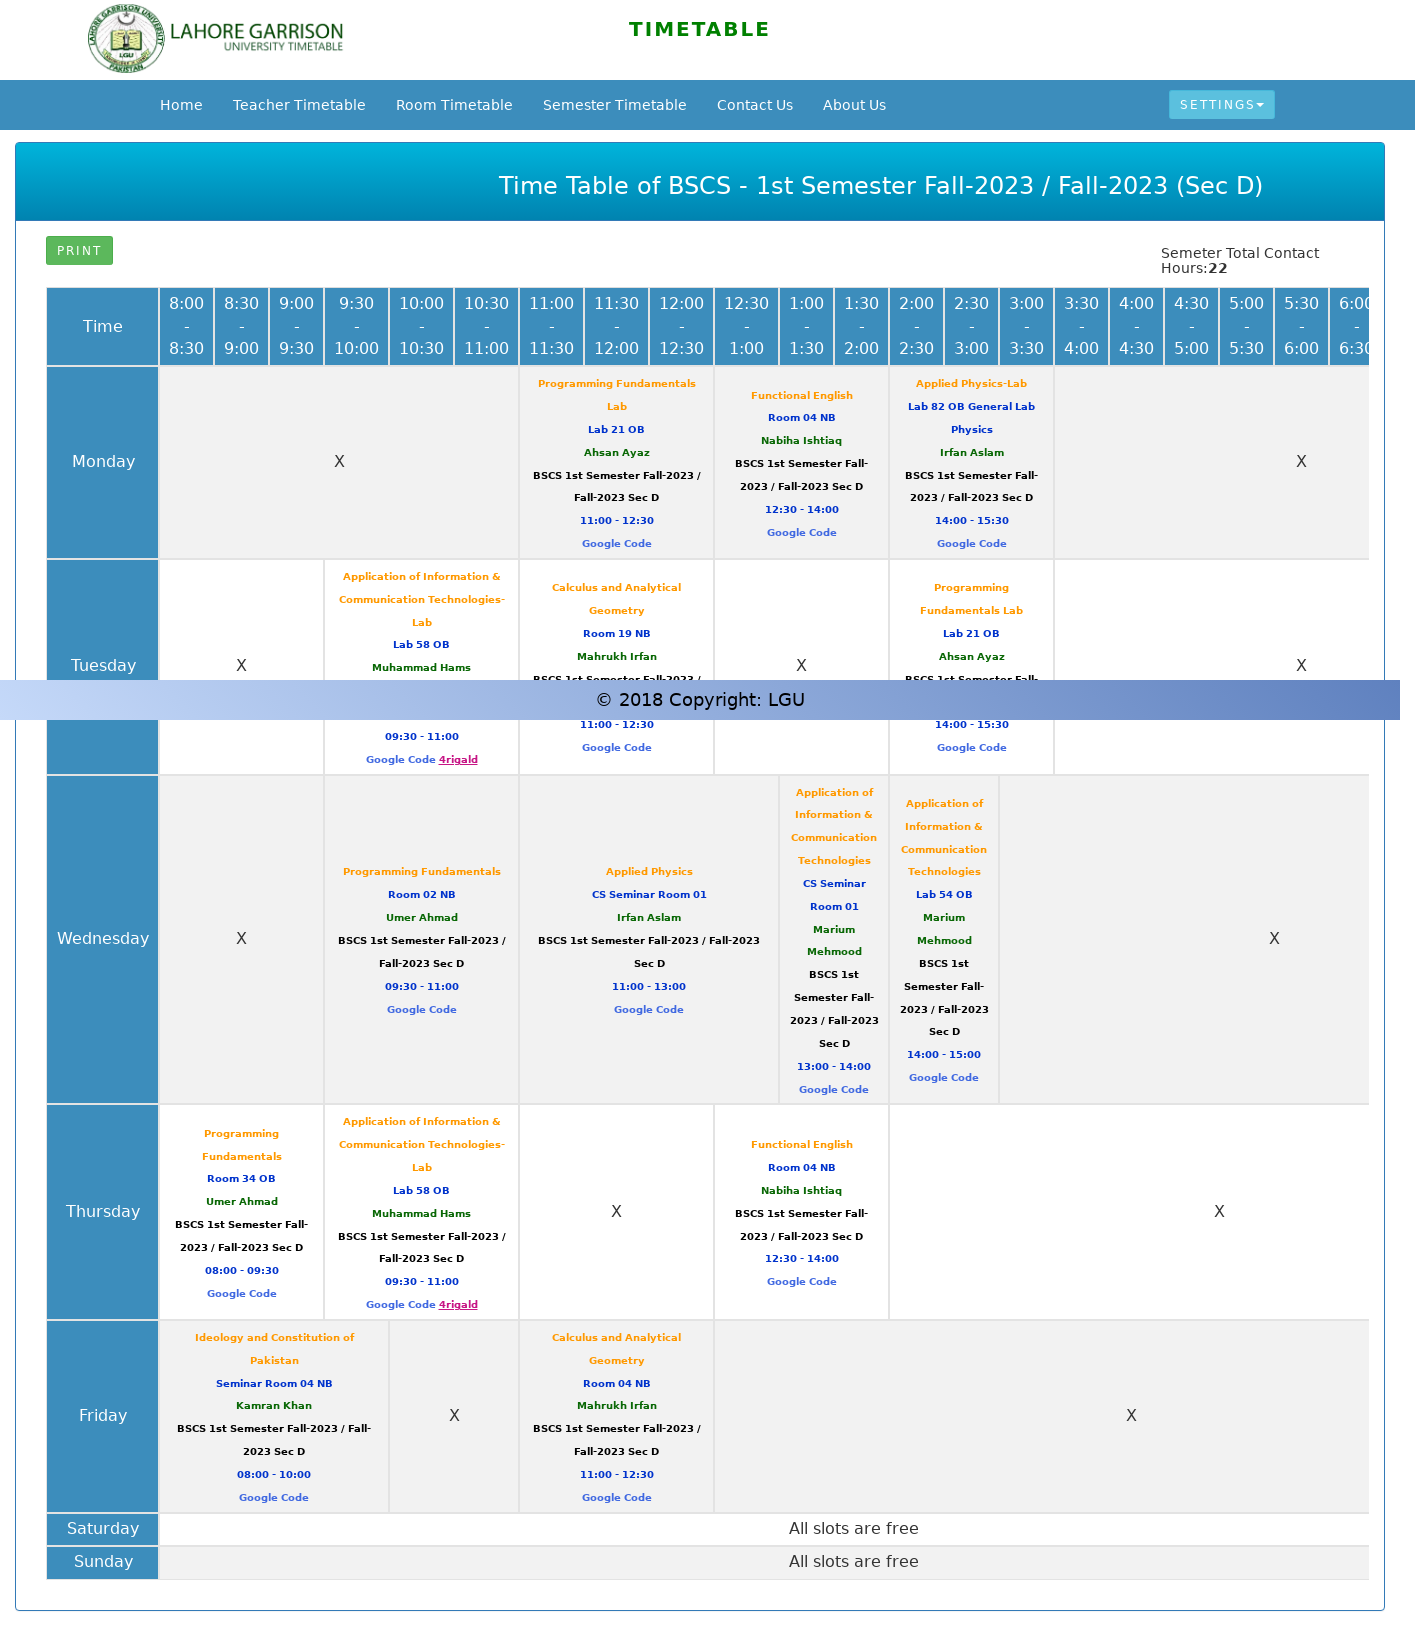 LAHORE GARRISON
UNIVERSITY TIMETABLE
TIMETABLE
Home
Teacher Timetable
Room Timetable
Semester Timetable
Contact Us
About Us
SETTINGS
Time Table of BSCS - 1st Semester Fall-2023 / Fall-2023 (Sec D)
PRINT
Semeter Total Contact
Hours:22
Time
8:00
-
8:30
8:30
-
9:00
9:00
-
9:30
9:30
-
10:00
10:00
-
10:30
10:30
-
11:00
11:00
-
11:30
11:30
-
12:00
12:00
-
12:30
12:30
-
1:00
1:00
-
1:30
1:30
-
2:00
2:00
-
2:30
2:30
-
3:00
3:00
-
3:30
3:30
-
4:00
4:00
-
4:30
4:30
-
5:00
5:00
-
5:30
5:30
-
6:00
6:00
-
6:30
Monday
X
Programming Fundamentals
Lab
Lab 21 OB
Ahsan Ayaz
BSCS 1st Semester Fall-2023 /
Fall-2023 Sec D
11:00 - 12:30
Google Code
Functional English
Room 04 NB
Nabiha Ishtiaq
BSCS 1st Semester Fall-
2023 / Fall-2023 Sec D
12:30 - 14:00
Google Code
Applied Physics-Lab
Lab 82 OB General Lab
Physics
Irfan Aslam
BSCS 1st Semester Fall-
2023 / Fall-2023 Sec D
14:00 - 15:30
Google Code
X
Tuesday
X
Application of Information &
Communication Technologies-
Lab
Lab 58 OB
Muhammad Hams
09:30 - 11:00
Google Code 4rigald
Calculus and Analytical
Geometry
Room 19 NB
Mahrukh Irfan
BSCS 1st Semester Fall-2023 /
11:00 - 12:30
Google Code
X
Programming
Fundamentals Lab
Lab 21 OB
Ahsan Ayaz
BSCS 1st Semester Fall-
14:00 - 15:30
Google Code
X
© 2018 Copyright: LGU
Wednesday
X
Programming Fundamentals
Room 02 NB
Umer Ahmad
BSCS 1st Semester Fall-2023 /
Fall-2023 Sec D
09:30 - 11:00
Google Code
Applied Physics
CS Seminar Room 01
Irfan Aslam
BSCS 1st Semester Fall-2023 / Fall-2023
Sec D
11:00 - 13:00
Google Code
Application of
Information &
Communication
Technologies
CS Seminar
Room 01
Marium
Mehmood
BSCS 1st
Semester Fall-
2023 / Fall-2023
Sec D
13:00 - 14:00
Google Code
Application of
Information &
Communication
Technologies
Lab 54 OB
Marium
Mehmood
BSCS 1st
Semester Fall-
2023 / Fall-2023
Sec D
14:00 - 15:00
Google Code
X
Thursday
Programming
Fundamentals
Room 34 OB
Umer Ahmad
BSCS 1st Semester Fall-
2023 / Fall-2023 Sec D
08:00 - 09:30
Google Code
Application of Information &
Communication Technologies-
Lab
Lab 58 OB
Muhammad Hams
BSCS 1st Semester Fall-2023 /
Fall-2023 Sec D
09:30 - 11:00
Google Code 4rigald
X
Functional English
Room 04 NB
Nabiha Ishtiaq
BSCS 1st Semester Fall-
2023 / Fall-2023 Sec D
12:30 - 14:00
Google Code
X
Friday
Ideology and Constitution of
Pakistan
Seminar Room 04 NB
Kamran Khan
BSCS 1st Semester Fall-2023 / Fall-
2023 Sec D
08:00 - 10:00
Google Code
X
Calculus and Analytical
Geometry
Room 04 NB
Mahrukh Irfan
BSCS 1st Semester Fall-2023 /
Fall-2023 Sec D
11:00 - 12:30
Google Code
X
Saturday
All slots are free
Sunday
All slots are free